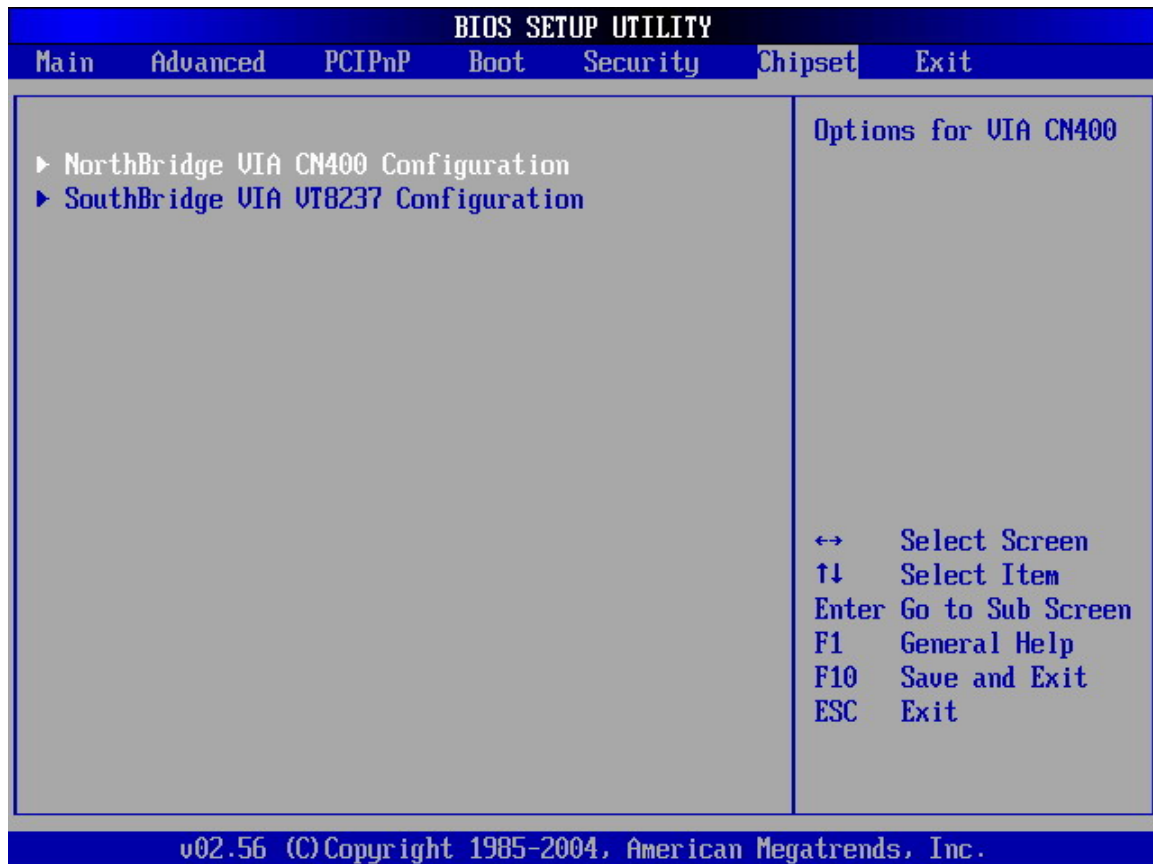 BIOS SETUP UTILITY
Main Advanced PCIPnP Boot Security Chipset Exit
▶ NorthBridge VIA CN400 Configuration
▶ SouthBridge VIA VT8237 Configuration
Options for VIA CN400
←→ Select Screen
↑↓ Select Item
Enter Go to Sub Screen
F1 General Help
F10 Save and Exit
ESC Exit
v02.56 (C)Copyright 1985-2004, American Megatrends, Inc.